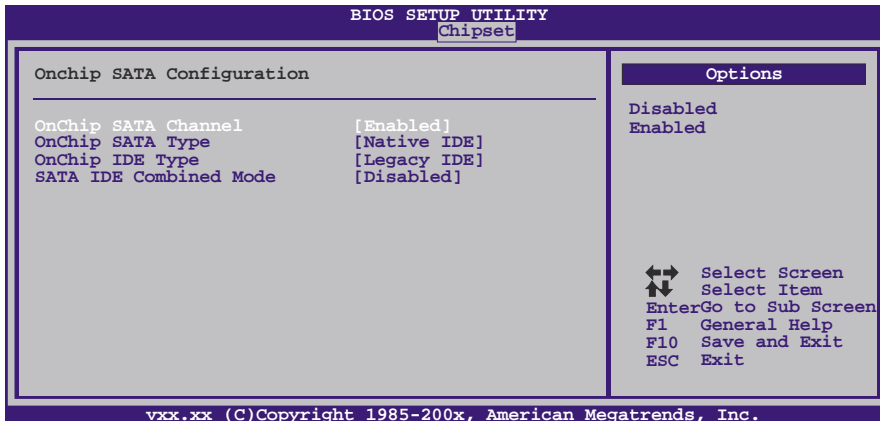 BIOS SETUP UTILITY
Chipset
Onchip SATA Configuration
OnChip SATA Channel [Enabled]
OnChip SATA Type [Native IDE]
OnChip IDE Type [Legacy IDE]
SATA IDE Combined Mode [Disabled]
Options
Disabled
Enabled
Select Screen
Select Item
EnterGo to Sub Screen
F1 General Help
F10 Save and Exit
ESC Exit
vxx.xx (C)Copyright 1985-200x, American Megatrends, Inc.